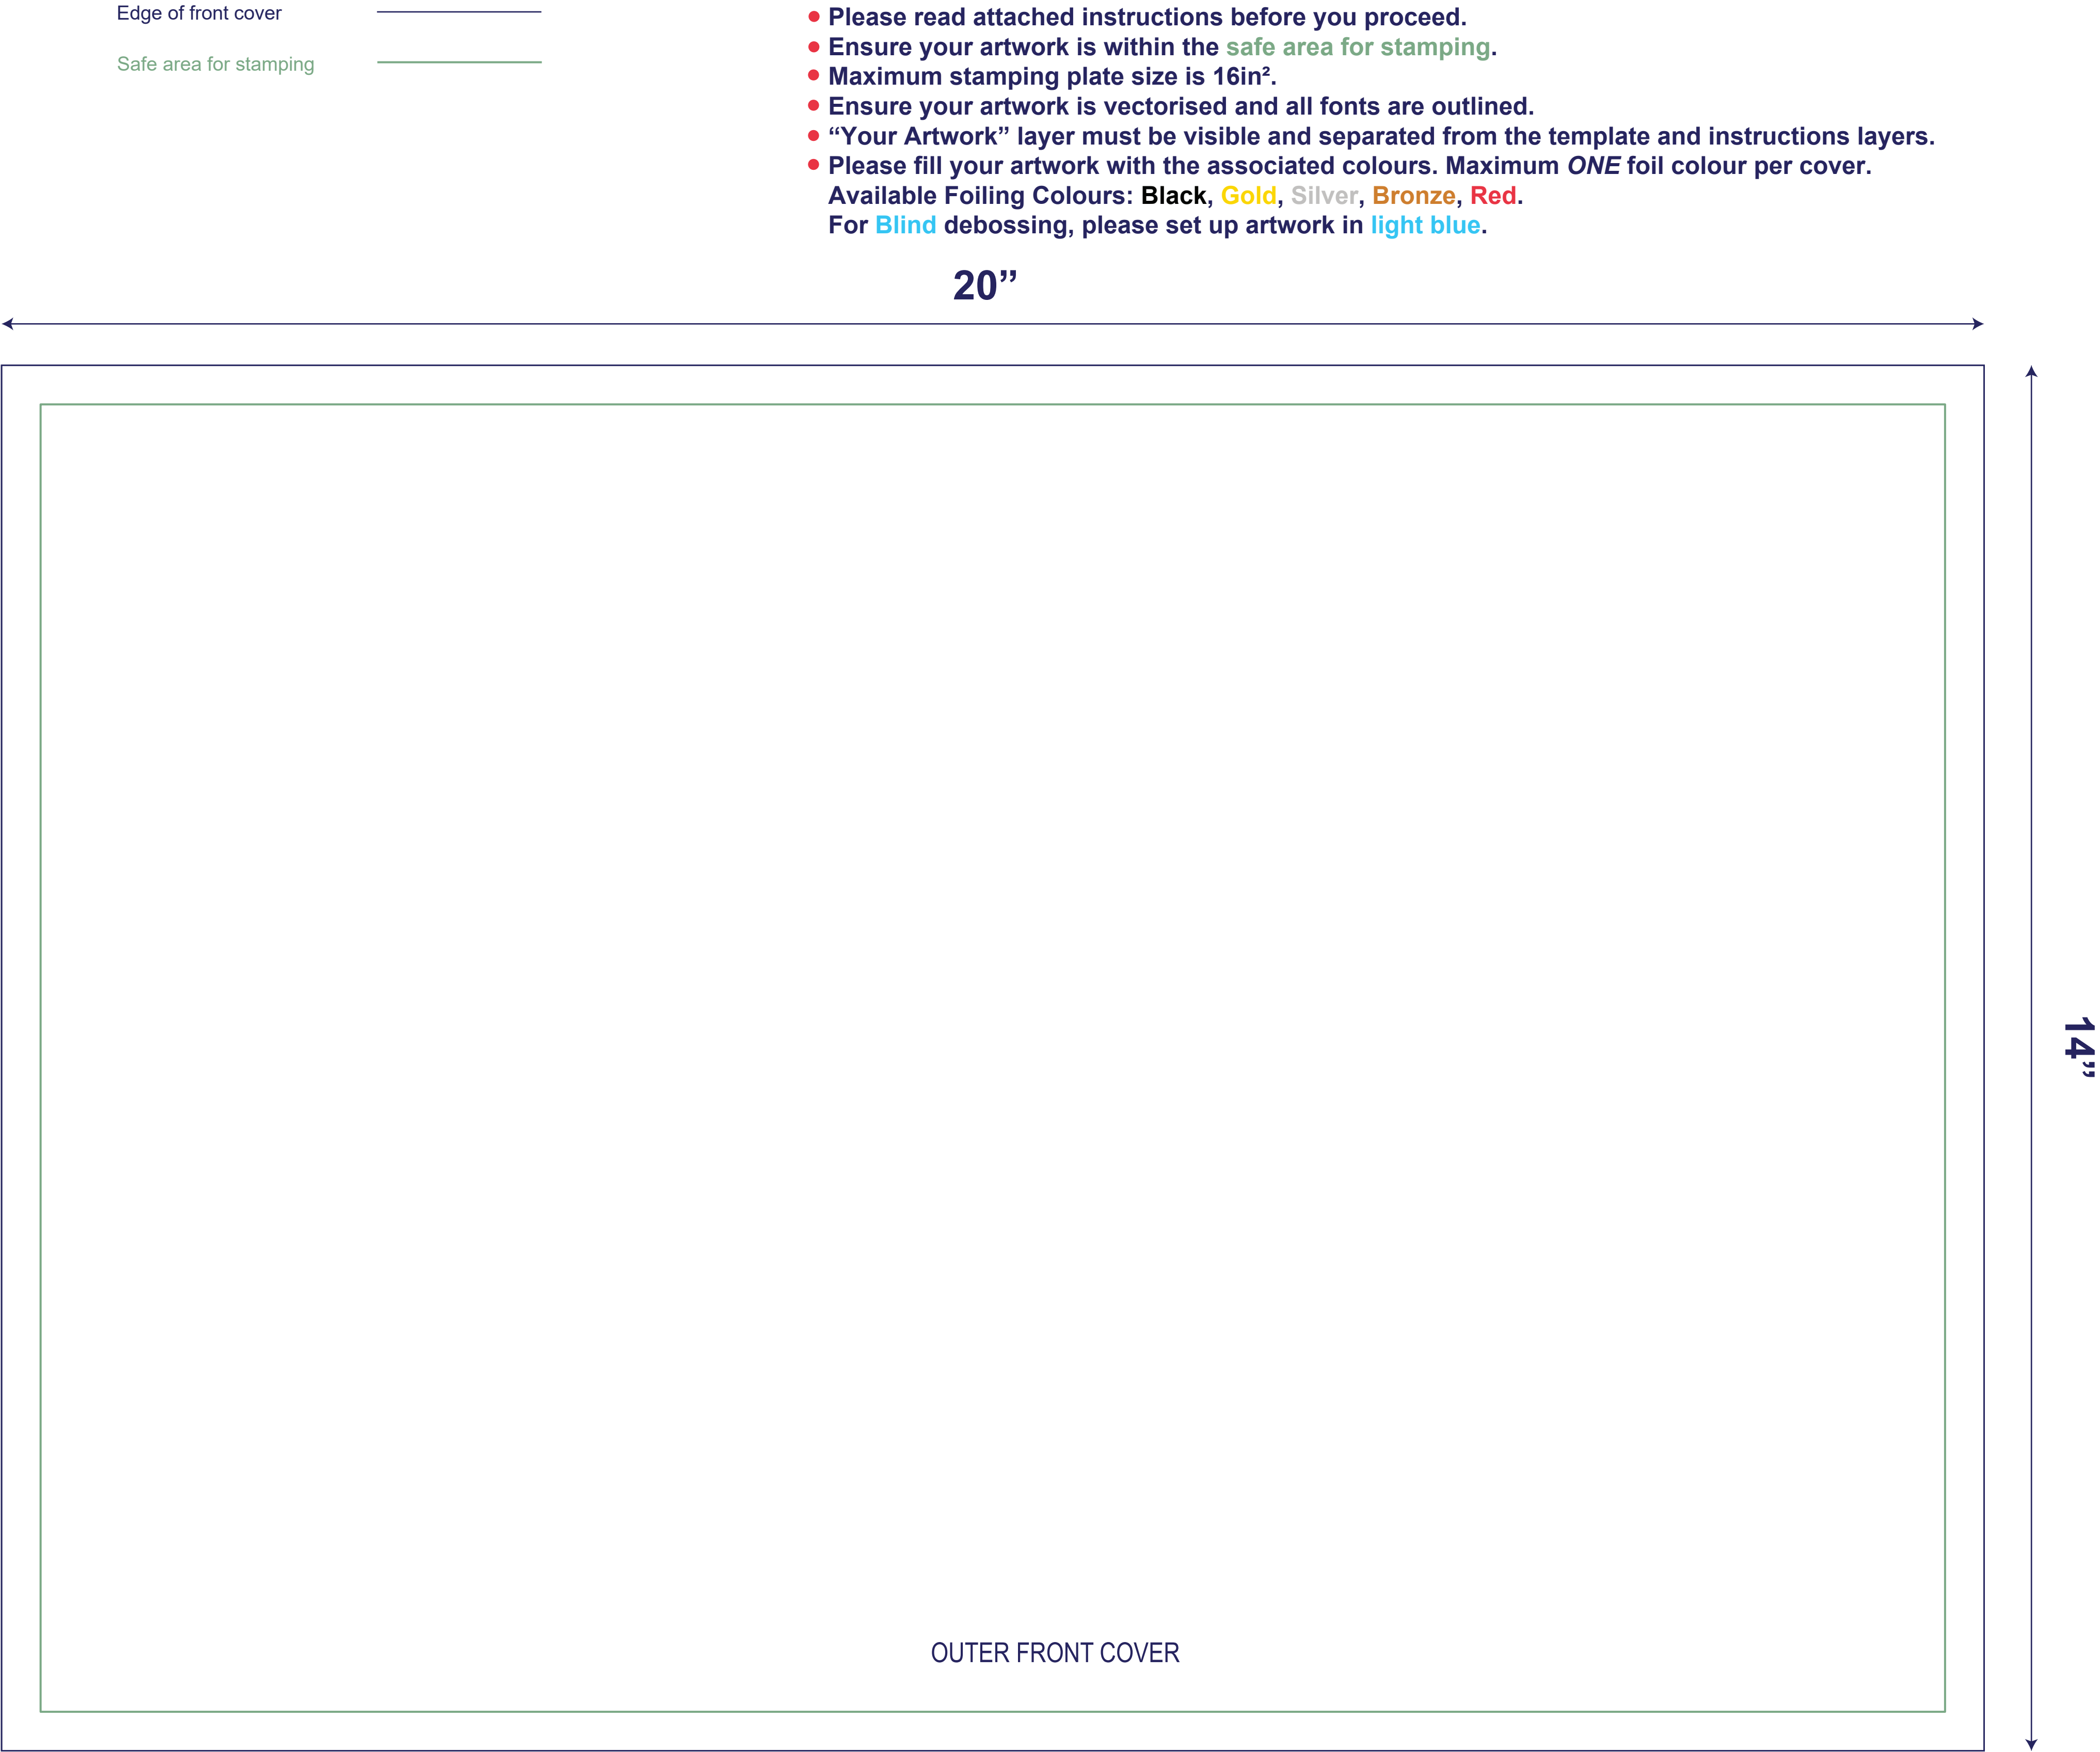 Edge of front cover
Safe area for stamping
• Please read attached instructions before you proceed.
• Ensure your artwork is within the safe area for stamping.
• Maximum stamping plate size is 16in².
• Ensure your artwork is vectorised and all fonts are outlined.
• “Your Artwork” layer must be visible and separated from the template and instructions layers.
• Please fill your artwork with the associated colours. Maximum ONE foil colour per cover.
Available Foiling Colours: Black, Gold, Silver, Bronze, Red.
For Blind debossing, please set up artwork in light blue.
20”
14”
OUTER FRONT COVER